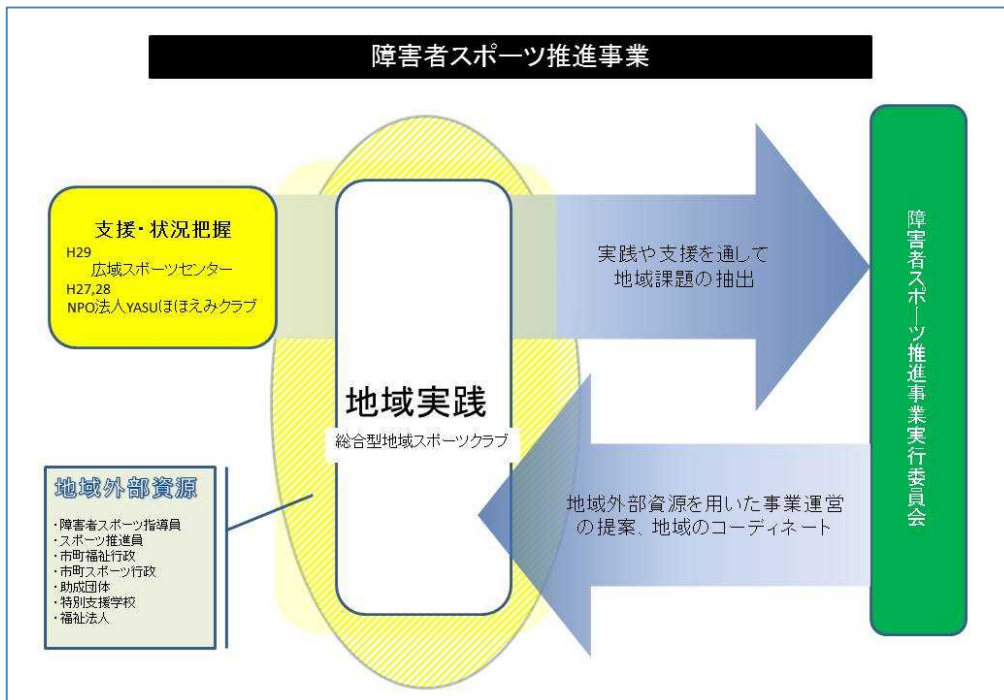 障害者スポーツ推進事業
支援・状況把握
H29
広域スポーツセンター
H27,28
NPO法人YASUほほえみクラブ
実践や支援を通して
地域課題の抽出
地域実践
総合型地域スポーツクラブ
地域外部資源
・障害者スポーツ指導員
・スポーツ推進員
・市町福祉行政
・市町スポーツ行政
・助成団体
・特別支援学校
・福祉法人
地域外部資源を用いた事業運営
の提案、地域のコーディネート
障害者スポーツ推進事業実行委員会